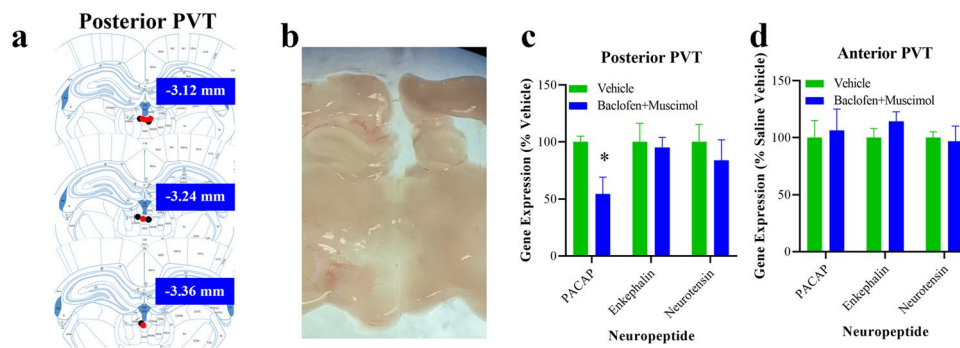 Posterior PVT
a
-3.12 mm
-3.24 mm
-3.36 mm
b
c
Posterior PVT
Vehicle
Baclofen+Muscimol
Gene Expression (% Vehicle)
150
100
50
0
*
PACAP
Enkephalin
Neurotensin
Neuropeptide
d
Anterior PVT
Vehicle
Baclofen+Muscimol
Gene Expression (% Saline Vehicle)
150
100
50
0
PACAP
Enkephalin
Neurotensin
Neuropeptide